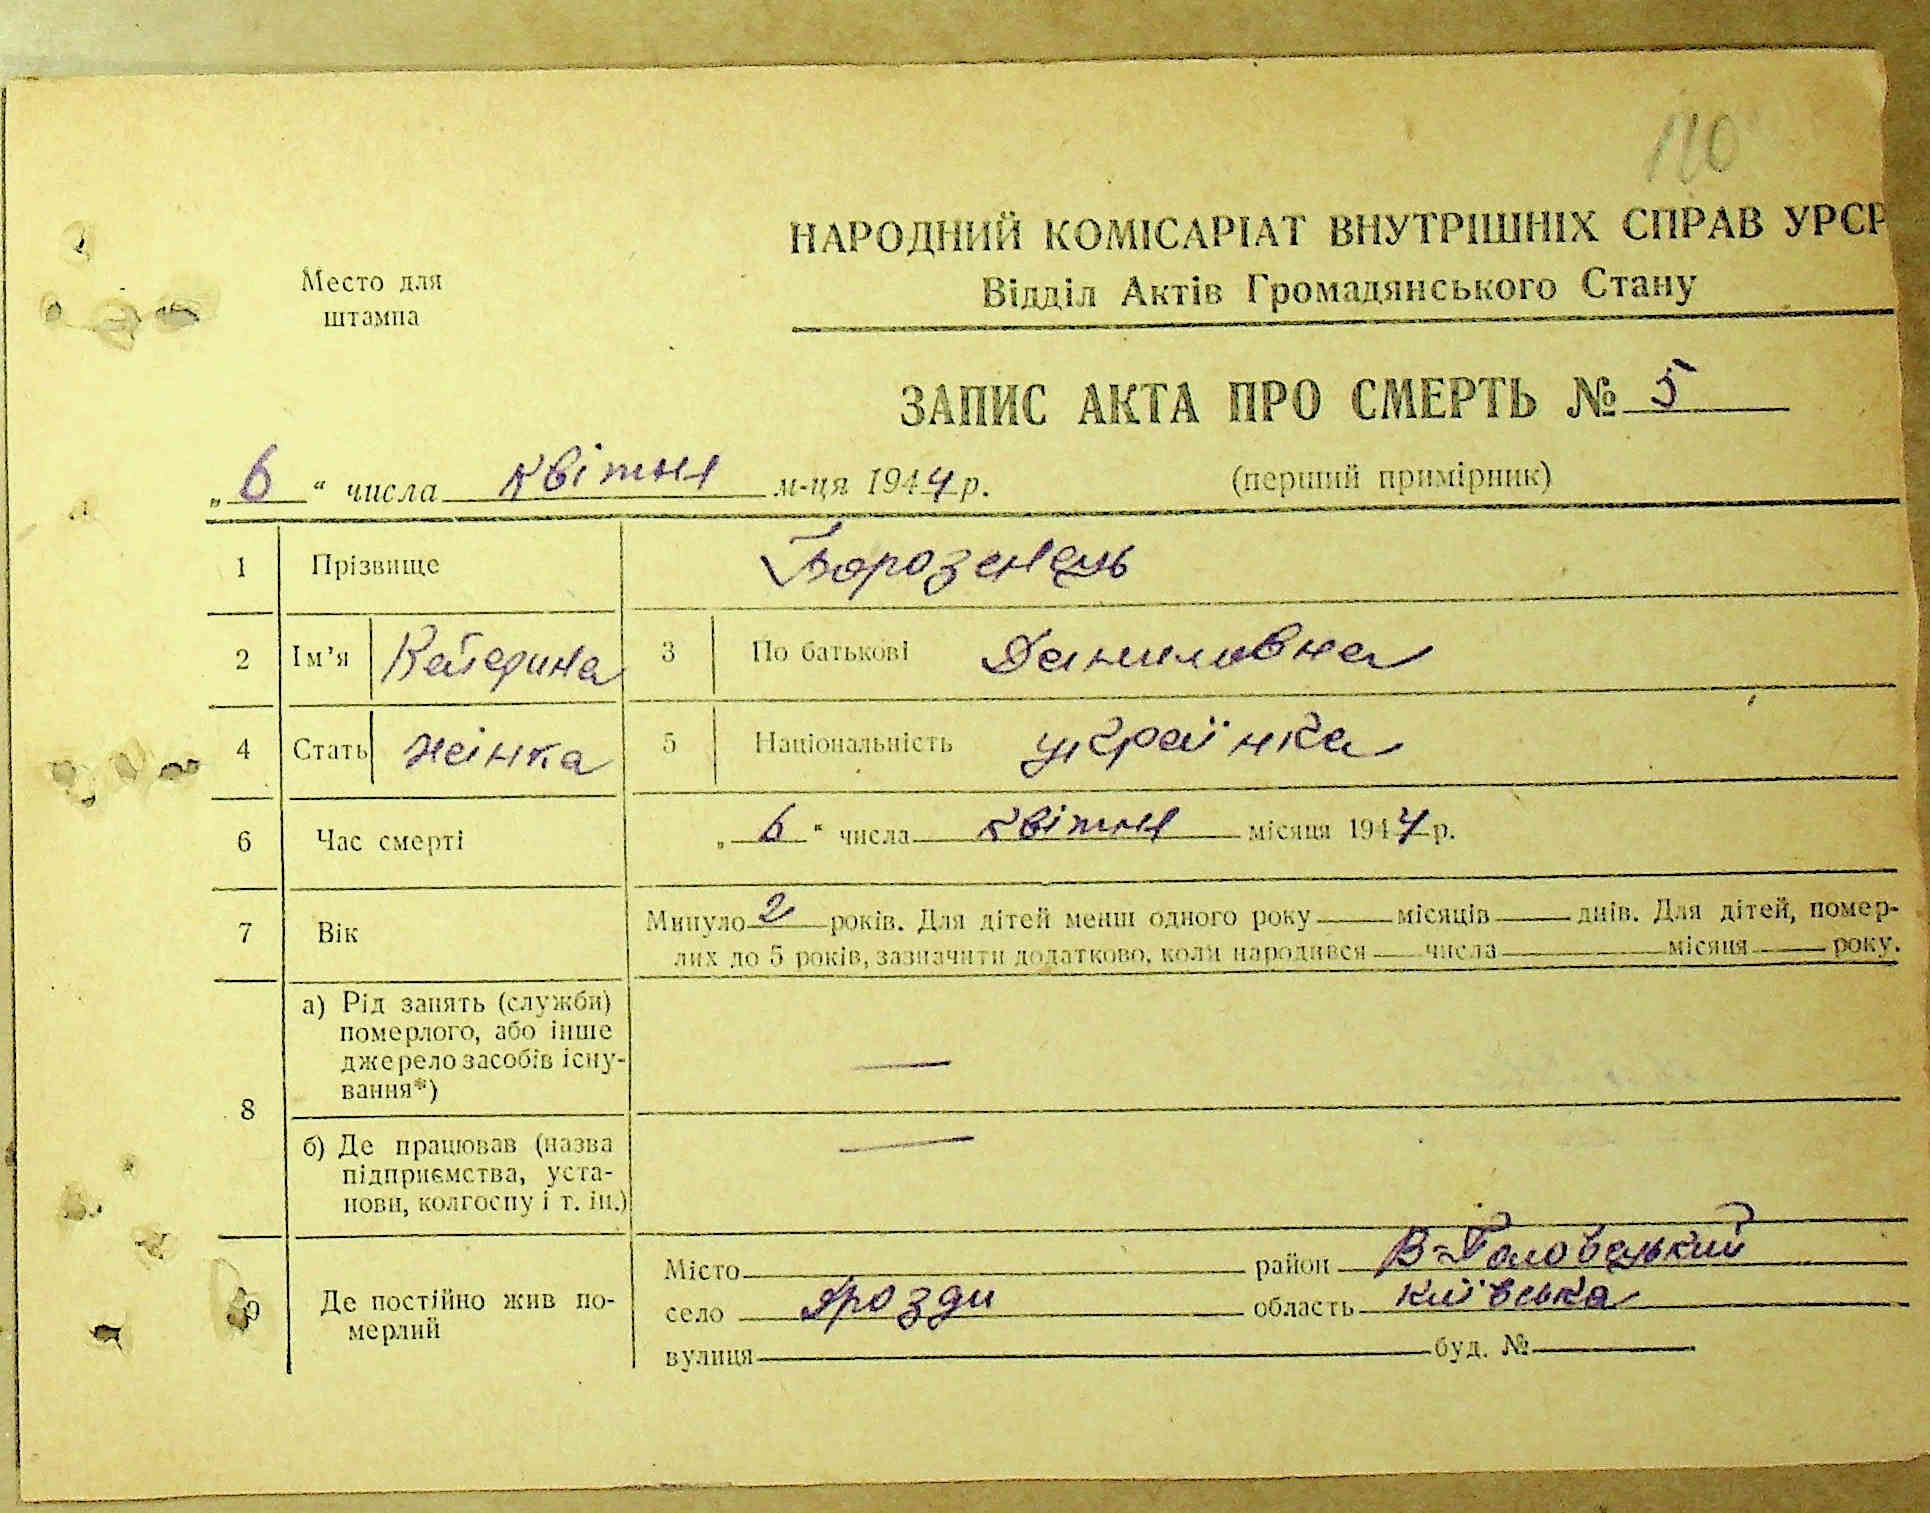 110
НАРОДНИЙ КОМІСАРІАТ ВНУТРІШНІХ СПРАВ УРСР
Відділ Актів Громадянського Стану
Место для
штампа
ЗАПИС АКТА ПРО СМЕРТЬ № 5
„6“ числа квітня м-ця 1944 р. (перший примірник)
1 Прізвище Борозенець
2 Ім’я Катерина 3 По батькові Даниловна
4 Стать жінка 5 Національність українка
6 Час смерті „6“ числа квітня місяця 1944 р.
7 Вік Минуло 2 років. Для дітей менш одного року місяців днів. Для дітей, помер-
лих до 5 років, зазначити додатково, коли народився числа місяця року.
8 а) Рід занять (служби)
померлого, або інше
джерело засобів існу-
вання*) —
б) Де працював (назва
підприємства, уста-
нови, колгоспу і т. ін.) —
9 Де постійно жив по-
мерлий
Місто район В-Половецький
село Дрозди область київська
вулиця буд. №